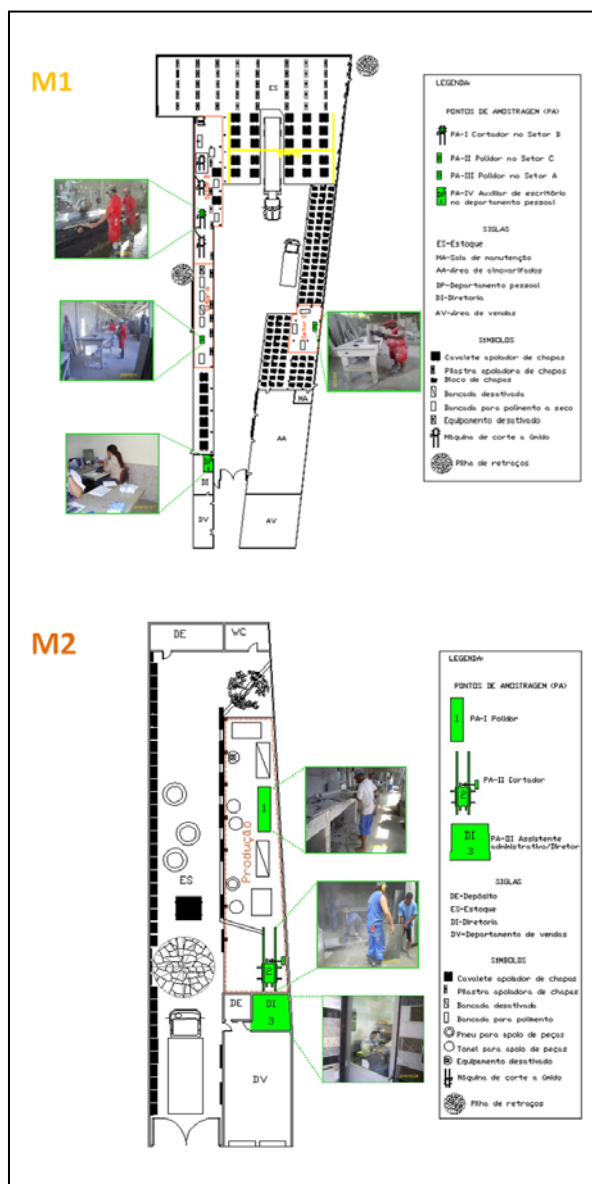 M1
ES
Setor C
MA
AA
DI
DV
AV
LEGENDA:
PONTOS DE AMOSTRAGEM (PA)
PA-I Cortador no Setor B
PA-II Polidor no Setor C
PA-III Polidor no Setor A
PA-IV Auxiliar de escritório
no departamento pessoal
SIGLAS
ES-Estoque
MA-Sala de manutenção
AA-Área de almoxarifados
DP-Departamento pessoal
DI-Diretoria
AV-Área de vendas
SÍMBOLOS
Cavalete apoiador de chapas
Pilastra apoiadora de chapas
Bloco de chapas
Bancada desativada
Bancada para polimento a seco
Equipamento desativado
Máquina de corte a úmido
Pilha de retraços
M2
DE
WC
1
Produção
ES
2
DE
DI
3
DV
LEGENDA:
PONTOS DE AMOSTRAGEM (PA)
1
PA-I Polidor
2
PA-II Cortador
DI
3
PA-III Assistente
administrativo/Diretor
SIGLAS
DE-Depósito
ES-Estoque
DI-Diretoria
DV-Departamento de vendas
SÍMBOLOS
Cavalete apoiador de chapas
Pilastra apoiadora de chapas
Bancada desativada
Bancada para polimento
Pneu para apoio de peças
Tonel para apoio de peças
Equipamento desativado
Máquina de corte a úmido
Pilha de retraços